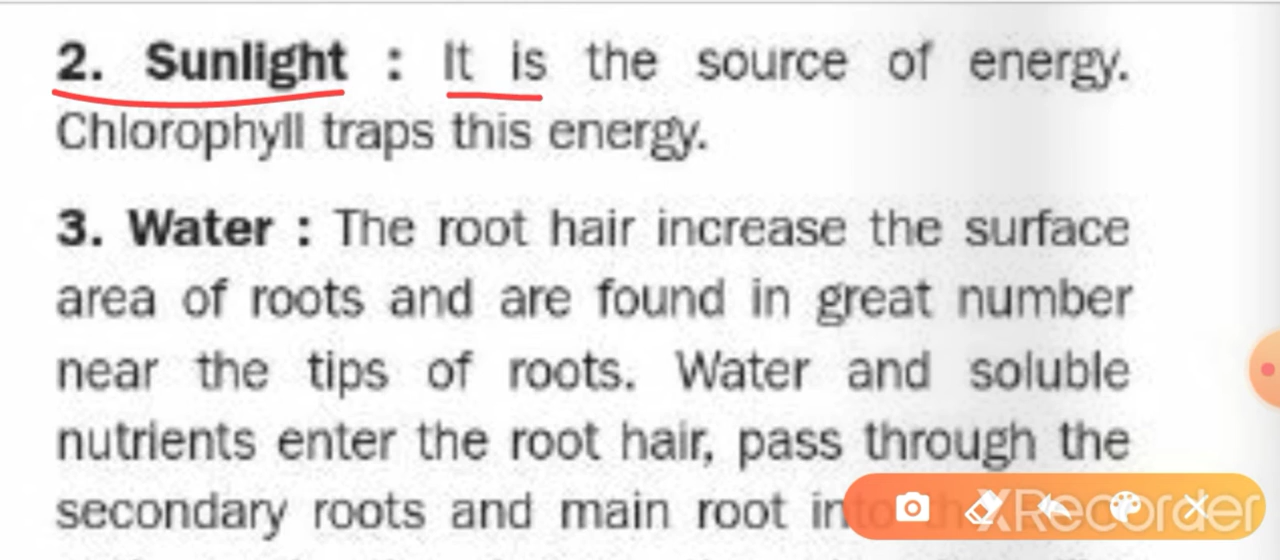 2. Sunlight : It is the source of energy.
Chlorophyll traps this energy.
3. Water : The root hair increase the surface
area of roots and are found in great number
near the tips of roots. Water and soluble
nutrients enter the root hair, pass through the
secondary roots and main root into
XRecorder